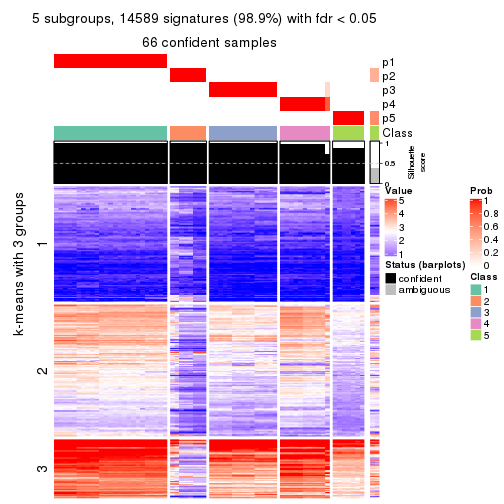 5 subgroups, 14589 signatures (98.9%) with fdr < 0.05
66 confident samples
p1
p2
p3
p4
p5
Class
1
0.5
0
Silhouette
score
k-means with 3 groups
1
2
3
Value
5
4
3
2
1
Status (barplots)
confident
ambiguous
Prob
1
0.8
0.6
0.4
0.2
0
Class
1
2
3
4
5